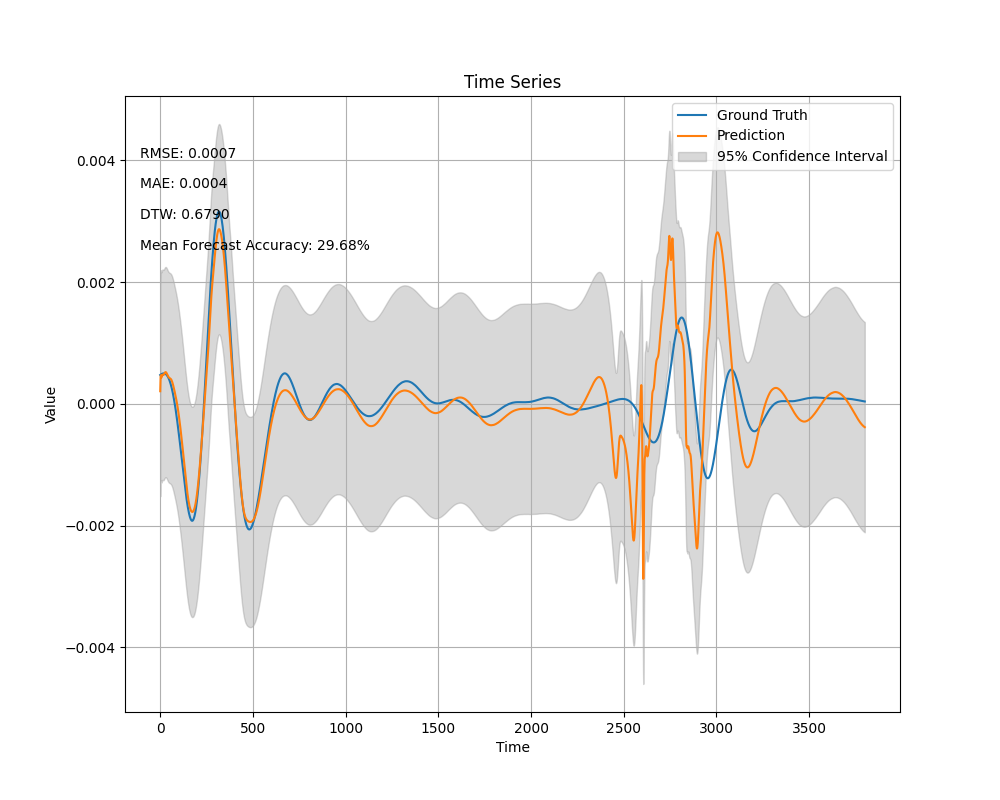 Time Series
Ground Truth
Prediction
95% Confidence Interval
RMSE: 0.0007
MAE: 0.0004
DTW: 0.6790
Mean Forecast Accuracy: 29.68%
0.004
0.002
0.000
−0.002
−0.004
Value
0 500 1000 1500 2000 2500 3000 3500
Time